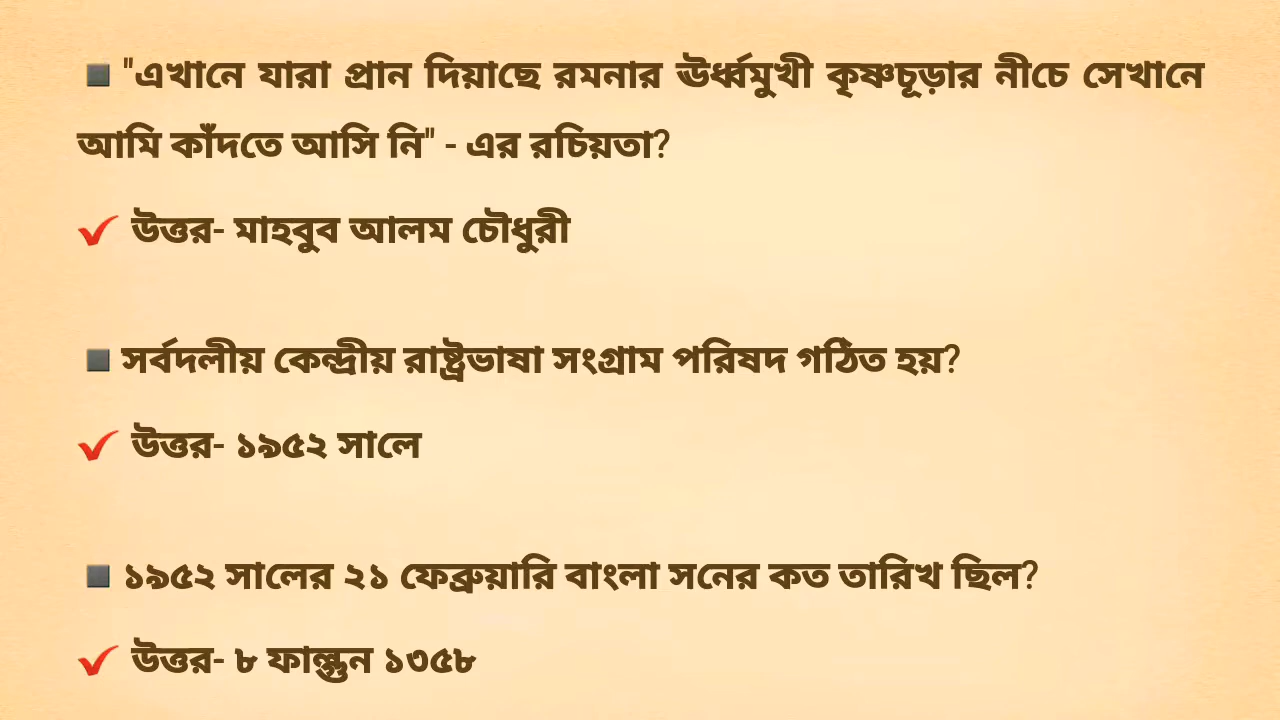 "এখানে যারা প্রান দিয়াছে রমনার ঊর্ধ্বমুখী কৃষ্ণচূড়ার নীচে সেখানে
আমি কাঁদতে আসি নি" - এর রচিয়তা?
উত্তর- মাহবুব আলম চৌধুরী
সর্বদলীয় কেন্দ্রীয় রাষ্ট্রভাষা সংগ্রাম পরিষদ গঠিত হয়?
উত্তর- ১৯৫২ সালে
১৯৫২ সালের ২১ ফেব্রুয়ারি বাংলা সনের কত তারিখ ছিল?
উত্তর- ৮ ফাল্গুন ১৩৫৮